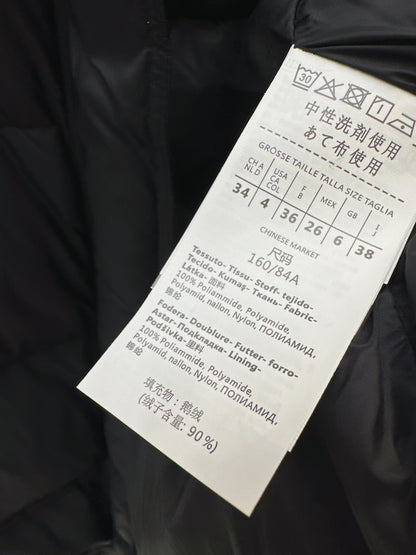 30
中性洗剤使用
あて布使用
GRÖSSE TAILLE TALLA SIZE TAGLIA
CH A NL D
USA CA COL
F B
MEX
GB
I J
34 4 36 26 6 38
CHINESE MARKET
尺码
160/84A
Tessuto- Tissu- Stoff- tejido-
Tecido- Kumaş- Ткань- Fabric-
Látka- 面料
100% Poliammide, Polyamide,
Polyamid, nailon, Nylon, ПОЛИАМИД,
锦纶
Fodera- Doublure- Futter- forro-
Astar- Подкладка- Lining-
Podšívka- 里料
100% Poliammide, Polyamide,
Polyamid, nailon, Nylon, ПОЛИАМИД,
锦纶
填充物：鹅绒
(绒子含量: 90%)